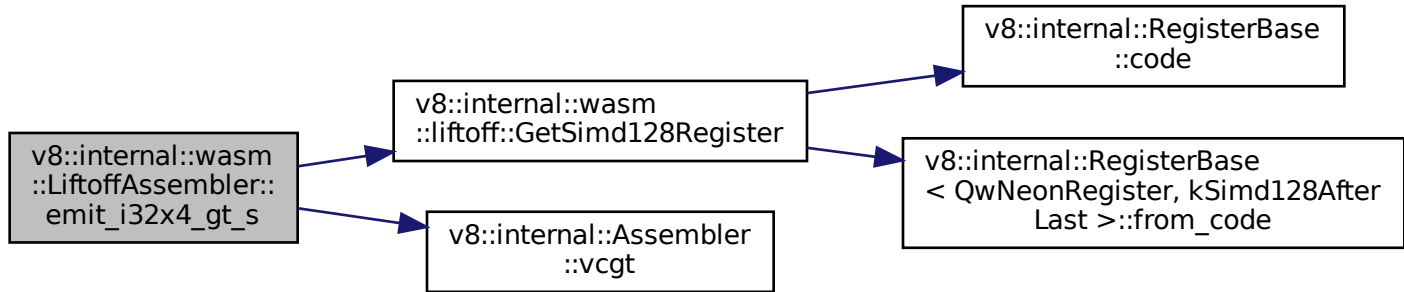 v8::internal::wasm
::LiftoffAssembler::
emit_i32x4_gt_s
v8::internal::wasm
::liftoff::GetSimd128Register
v8::internal::RegisterBase
::code
v8::internal::RegisterBase
< QwNeonRegister, kSimd128After
Last >::from_code
v8::internal::Assembler
::vcgt